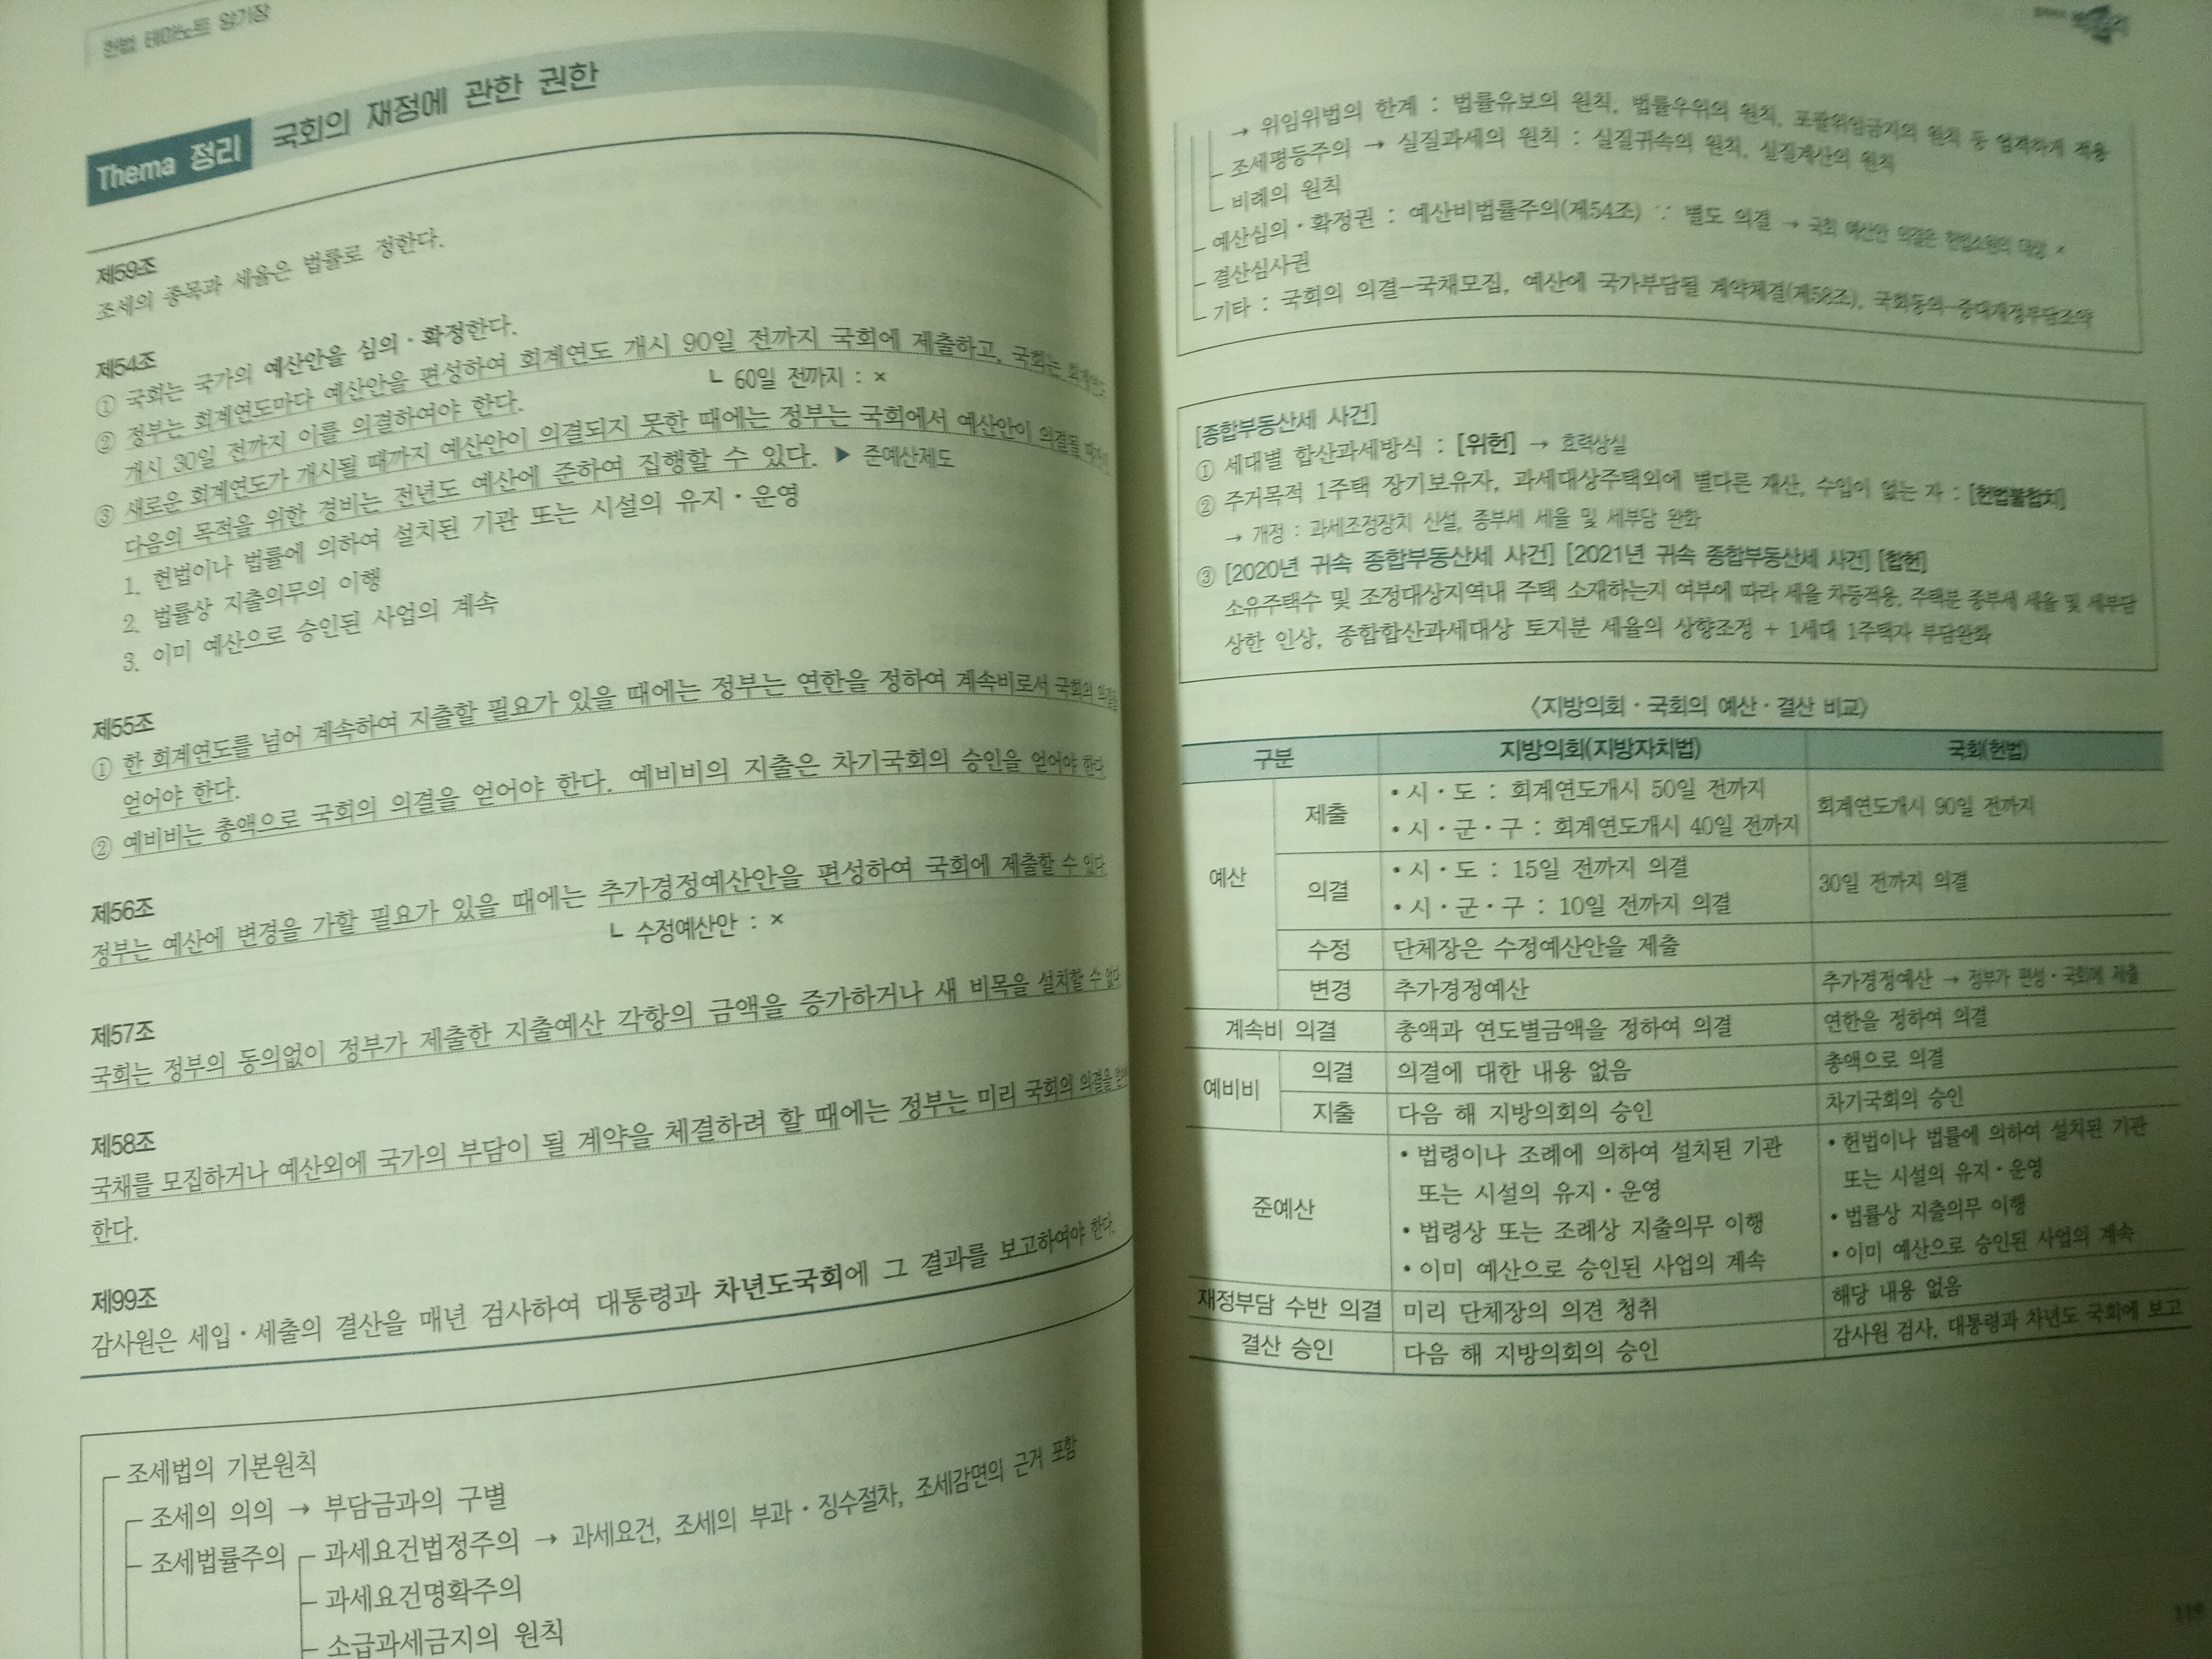 헌법 테마노트 암기장
Thema 정리 국회의 재정에 관한 권한
제59조
조세의 종목과 세율은 법률로 정한다.
제54조
① 국회는 국가의 예산안을 심의·확정한다.
② 정부는 회계연도마다 예산안을 편성하여 회계연도 개시 90일 전까지 국회에 제출하고, 국회는 회계연도
┗ 60일 전까지 : ×
개시 30일 전까지 이를 의결하여야 한다.
③ 새로운 회계연도가 개시될 때까지 예산안이 의결되지 못한 때에는 정부는 국회에서 예산안이 의결될 때까지
다음의 목적을 위한 경비는 전년도 예산에 준하여 집행할 수 있다. ▶ 준예산제도
1. 헌법이나 법률에 의하여 설치된 기관 또는 시설의 유지·운영
2. 법률상 지출의무의 이행
3. 이미 예산으로 승인된 사업의 계속
제55조
① 한 회계연도를 넘어 계속하여 지출할 필요가 있을 때에는 정부는 연한을 정하여 계속비로서 국회의 의결을
얻어야 한다.
② 예비비는 총액으로 국회의 의결을 얻어야 한다. 예비비의 지출은 차기국회의 승인을 얻어야 한다.
제56조
정부는 예산에 변경을 가할 필요가 있을 때에는 추가경정예산안을 편성하여 국회에 제출할 수 있다.
┗ 수정예산안 : ×
제57조
국회는 정부의 동의없이 정부가 제출한 지출예산 각항의 금액을 증가하거나 새 비목을 설치할 수 없다.
제58조
국채를 모집하거나 예산외에 국가의 부담이 될 계약을 체결하려 할 때에는 정부는 미리 국회의 의결을 얻어야
한다.
제99조
감사원은 세입·세출의 결산을 매년 검사하여 대통령과 차년도국회에 그 결과를 보고하여야 한다.
조세법의 기본원칙
조세의 의의 → 부담금과의 구별
조세법률주의 과세요건법정주의 → 과세요건, 조세의 부과·징수절차, 조세감면의 근거 포함
과세요건명확주의
소급과세금지의 원칙
→ 위임위법의 한계 : 법률유보의 원칙, 법률우위의 원칙, 포괄위임금지의 원칙 등 엄격하게 적용
조세평등주의 → 실질과세의 원칙 : 실질귀속의 원칙, 실질계산의 원칙
비례의 원칙
예산심의·확정권 : 예산비법률주의(제54조) ∵ 별도 의결 → 국회 예산안 의결은 헌법소원의 대상 ×
결산심사권
기타 : 국회의 의결-국채모집, 예산에 국가부담될 계약체결(제58조), 국회동의-중대재정부담조약
[종합부동산세 사건]
① 세대별 합산과세방식 : [위헌] → 효력상실
② 주거목적 1주택 장기보유자, 과세대상주택외에 별다른 재산, 수입이 없는 자 : [헌법불합치]
→ 개정 : 과세조정장치 신설, 종부세 세율 및 세부담 완화
③ [2020년 귀속 종합부동산세 사건] [2021년 귀속 종합부동산세 사건] [합헌]
소유주택수 및 조정대상지역내 주택 소재하는지 여부에 따라 세율 차등적용, 주택분 종부세 세율 및 세부담
상한 인상, 종합합산과세대상 토지분 세율의 상향조정 + 1세대 1주택자 부담완화
〈지방의회·국회의 예산·결산 비교〉
구분 지방의회(지방자치법) 국회(헌법)
예산 제출 • 시·도 : 회계연도개시 50일 전까지 회계연도개시 90일 전까지
• 시·군·구 : 회계연도개시 40일 전까지
의결 • 시·도 : 15일 전까지 의결 30일 전까지 의결
• 시·군·구 : 10일 전까지 의결
수정 단체장은 수정예산안을 제출
변경 추가경정예산 추가경정예산 → 정부가 편성·국회에 제출
계속비 의결 총액과 연도별금액을 정하여 의결 연한을 정하여 의결
예비비 의결 의결에 대한 내용 없음 총액으로 의결
지출 다음 해 지방의회의 승인 차기국회의 승인
준예산 • 법령이나 조례에 의하여 설치된 기관 • 헌법이나 법률에 의하여 설치된 기관
또는 시설의 유지·운영 또는 시설의 유지·운영
• 법령상 또는 조례상 지출의무 이행 • 법률상 지출의무 이행
• 이미 예산으로 승인된 사업의 계속 • 이미 예산으로 승인된 사업의 계속
재정부담 수반 의결 미리 단체장의 의견 청취 해당 내용 없음
결산 승인 다음 해 지방의회의 승인 감사원 검사, 대통령과 차년도 국회에 보고